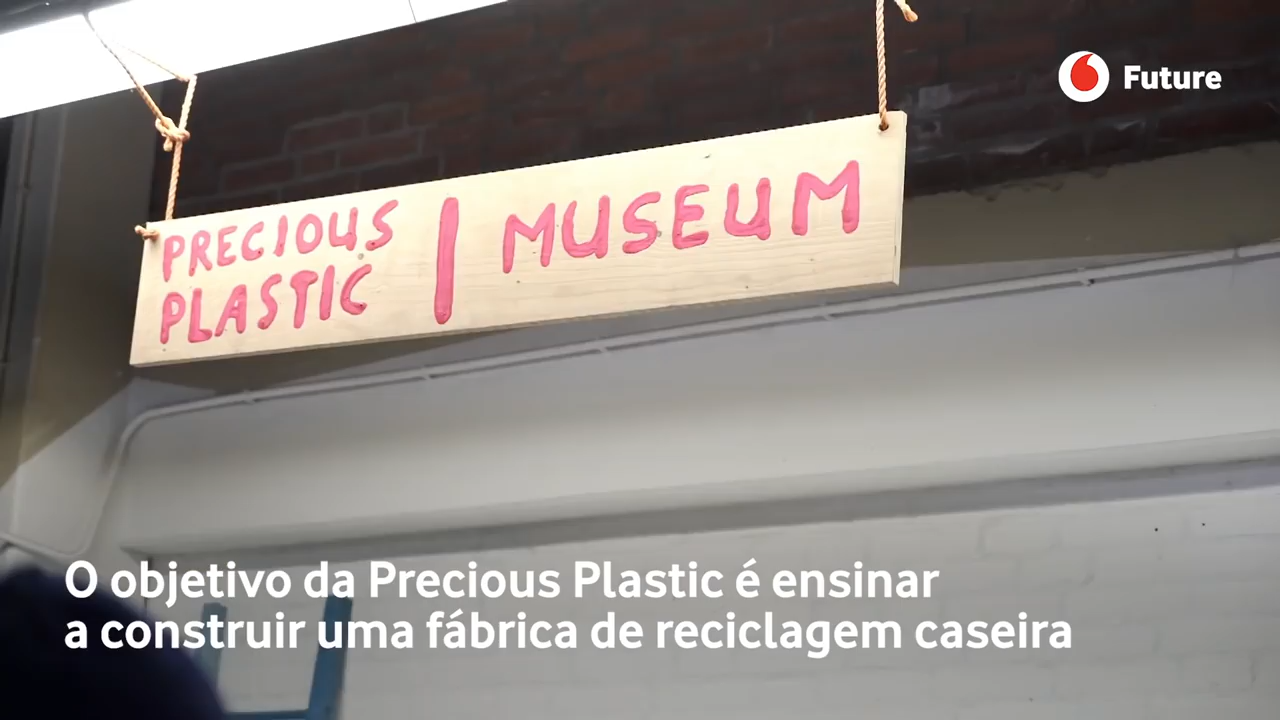 Future
PRECIOUS
PLASTIC
MUSEUM
O objetivo da Precious Plastic é ensinar
a construir uma fábrica de reciclagem caseira